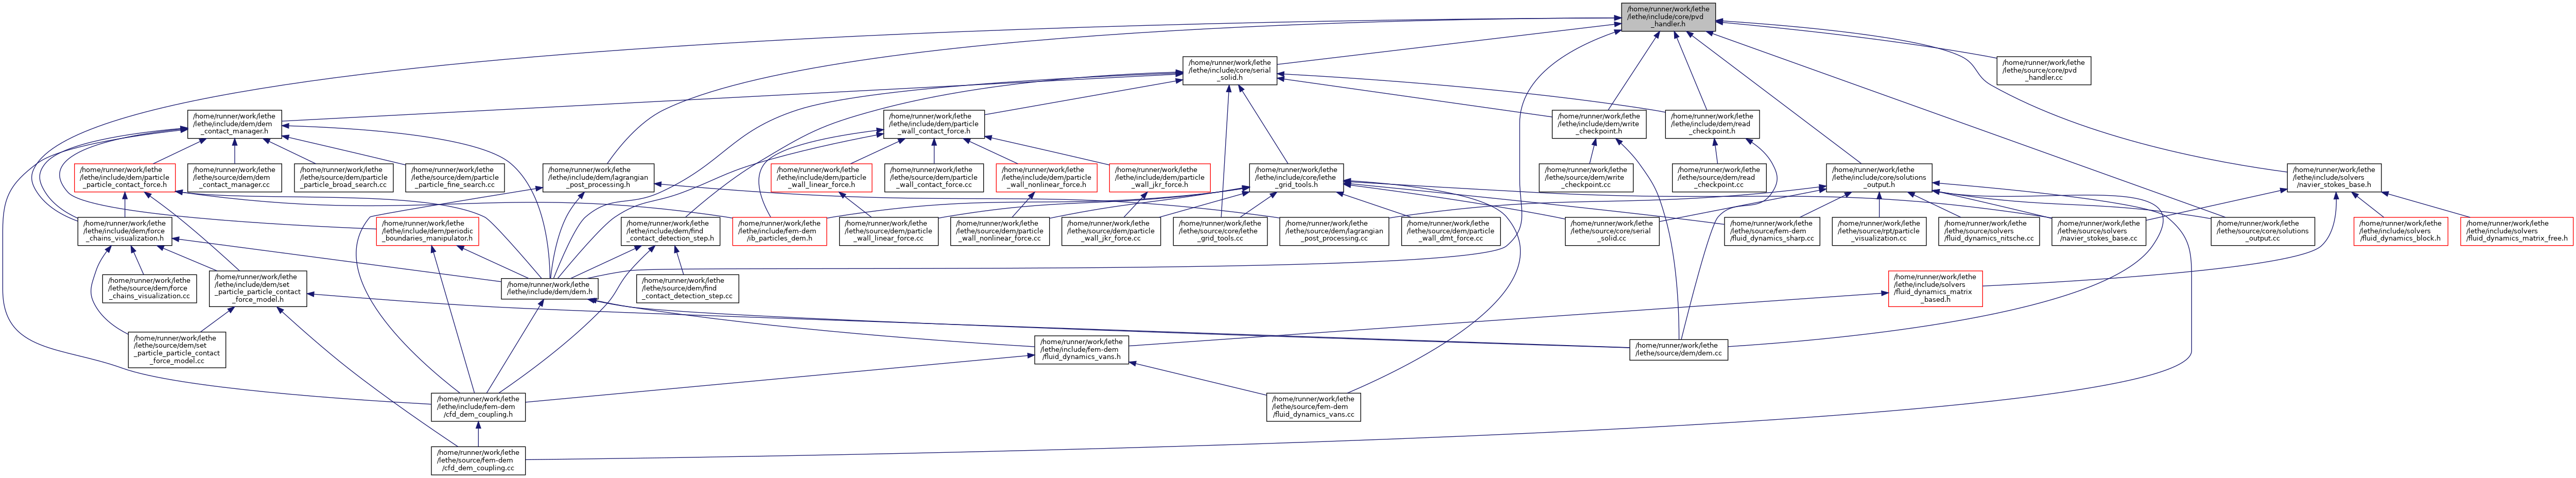 /home/runner/work/lethe
/lethe/include/core/pvd
_handler.h
/home/runner/work/lethe
/lethe/include/core/serial
_solid.h
/home/runner/work/lethe
/lethe/source/core/pvd
_handler.cc
/home/runner/work/lethe
/lethe/include/dem/dem
_contact_manager.h
/home/runner/work/lethe
/lethe/include/dem/particle
_wall_contact_force.h
/home/runner/work/lethe
/lethe/include/dem/write
_checkpoint.h
/home/runner/work/lethe
/lethe/include/dem/read
_checkpoint.h
/home/runner/work/lethe
/lethe/include/dem/particle
_particle_contact_force.h
/home/runner/work/lethe
/lethe/source/dem/dem
_contact_manager.cc
/home/runner/work/lethe
/lethe/source/dem/particle
_particle_broad_search.cc
/home/runner/work/lethe
/lethe/source/dem/particle
_particle_fine_search.cc
/home/runner/work/lethe
/lethe/include/dem/lagrangian
_post_processing.h
/home/runner/work/lethe
/lethe/include/dem/particle
_wall_linear_force.h
/home/runner/work/lethe
/lethe/source/dem/particle
_wall_contact_force.cc
/home/runner/work/lethe
/lethe/include/dem/particle
_wall_nonlinear_force.h
/home/runner/work/lethe
/lethe/include/dem/particle
_wall_jkr_force.h
/home/runner/work/lethe
/lethe/include/core/lethe
_grid_tools.h
/home/runner/work/lethe
/lethe/source/dem/write
_checkpoint.cc
/home/runner/work/lethe
/lethe/source/dem/read
_checkpoint.cc
/home/runner/work/lethe
/lethe/include/core/solutions
_output.h
/home/runner/work/lethe
/lethe/include/solvers
/navier_stokes_base.h
/home/runner/work/lethe
/lethe/include/dem/force
_chains_visualization.h
/home/runner/work/lethe
/lethe/include/dem/periodic
_boundaries_manipulator.h
/home/runner/work/lethe
/lethe/include/dem/find
_contact_detection_step.h
/home/runner/work/lethe
/lethe/include/fem-dem
/ib_particles_dem.h
/home/runner/work/lethe
/lethe/source/dem/particle
_wall_linear_force.cc
/home/runner/work/lethe
/lethe/source/dem/particle
_wall_nonlinear_force.cc
/home/runner/work/lethe
/lethe/source/dem/particle
_wall_jkr_force.cc
/home/runner/work/lethe
/lethe/source/core/lethe
_grid_tools.cc
/home/runner/work/lethe
/lethe/source/dem/lagrangian
_post_processing.cc
/home/runner/work/lethe
/lethe/source/dem/particle
_wall_dmt_force.cc
/home/runner/work/lethe
/lethe/source/core/serial
_solid.cc
/home/runner/work/lethe
/lethe/source/fem-dem
/fluid_dynamics_sharp.cc
/home/runner/work/lethe
/lethe/source/rpt/particle
_visualization.cc
/home/runner/work/lethe
/lethe/source/solvers
/fluid_dynamics_nitsche.cc
/home/runner/work/lethe
/lethe/source/solvers
/navier_stokes_base.cc
/home/runner/work/lethe
/lethe/source/core/solutions
_output.cc
/home/runner/work/lethe
/lethe/include/solvers
/fluid_dynamics_block.h
/home/runner/work/lethe
/lethe/include/solvers
/fluid_dynamics_matrix_free.h
/home/runner/work/lethe
/lethe/source/dem/force
_chains_visualization.cc
/home/runner/work/lethe
/lethe/include/dem/set
_particle_particle_contact
_force_model.h
/home/runner/work/lethe
/lethe/include/dem/dem.h
/home/runner/work/lethe
/lethe/source/dem/find
_contact_detection_step.cc
/home/runner/work/lethe
/lethe/include/solvers
/fluid_dynamics_matrix
_based.h
/home/runner/work/lethe
/lethe/source/dem/set
_particle_particle_contact
_force_model.cc
/home/runner/work/lethe
/lethe/include/fem-dem
/fluid_dynamics_vans.h
/home/runner/work/lethe
/lethe/source/dem/dem.cc
/home/runner/work/lethe
/lethe/include/fem-dem
/cfd_dem_coupling.h
/home/runner/work/lethe
/lethe/source/fem-dem
/fluid_dynamics_vans.cc
/home/runner/work/lethe
/lethe/source/fem-dem
/cfd_dem_coupling.cc